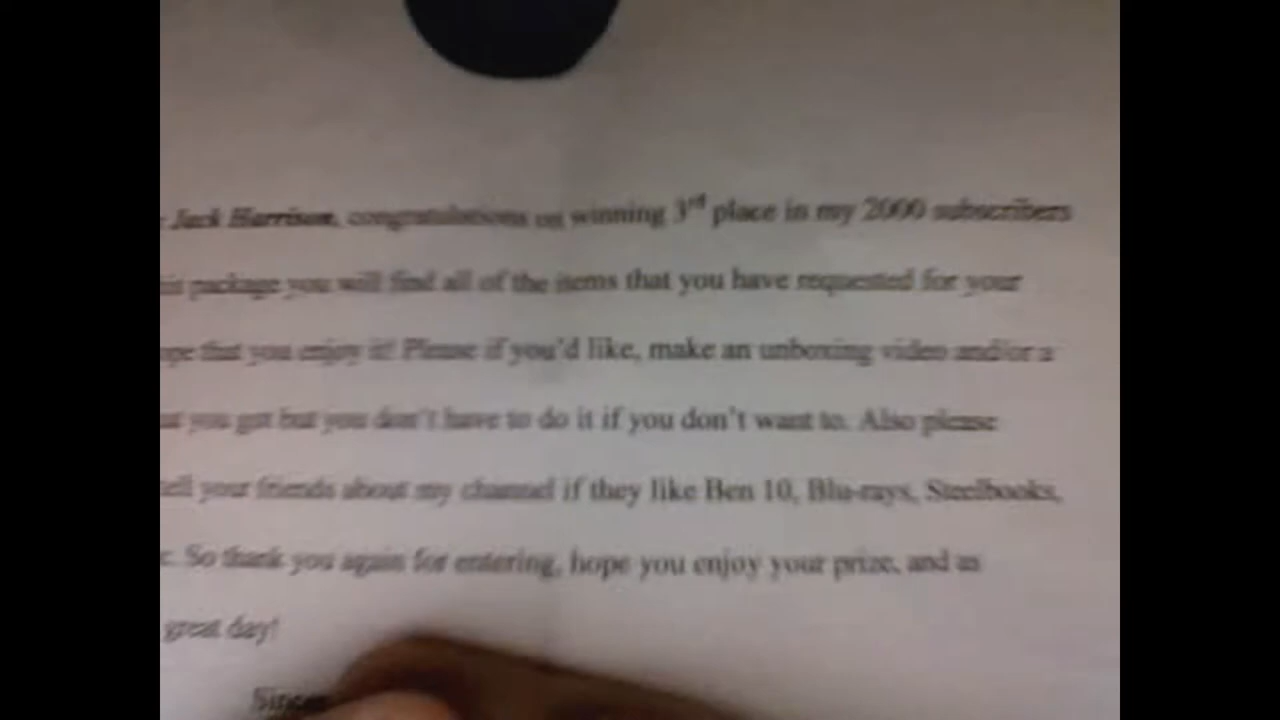 Jack Harrison, congratulations on winning 3rd place in my 2000 subscribers
package you will find all of the items that you have requested for your
that you enjoy it! Please if you'd like, make an unboxing video and/or a
you got but you don't have to do it if you don't want to. Also please
your friends about my channel if they like Ben 10, Blu-rays, Steelbooks,
So thank you again for entering, hope you enjoy your prize, and as
great day!